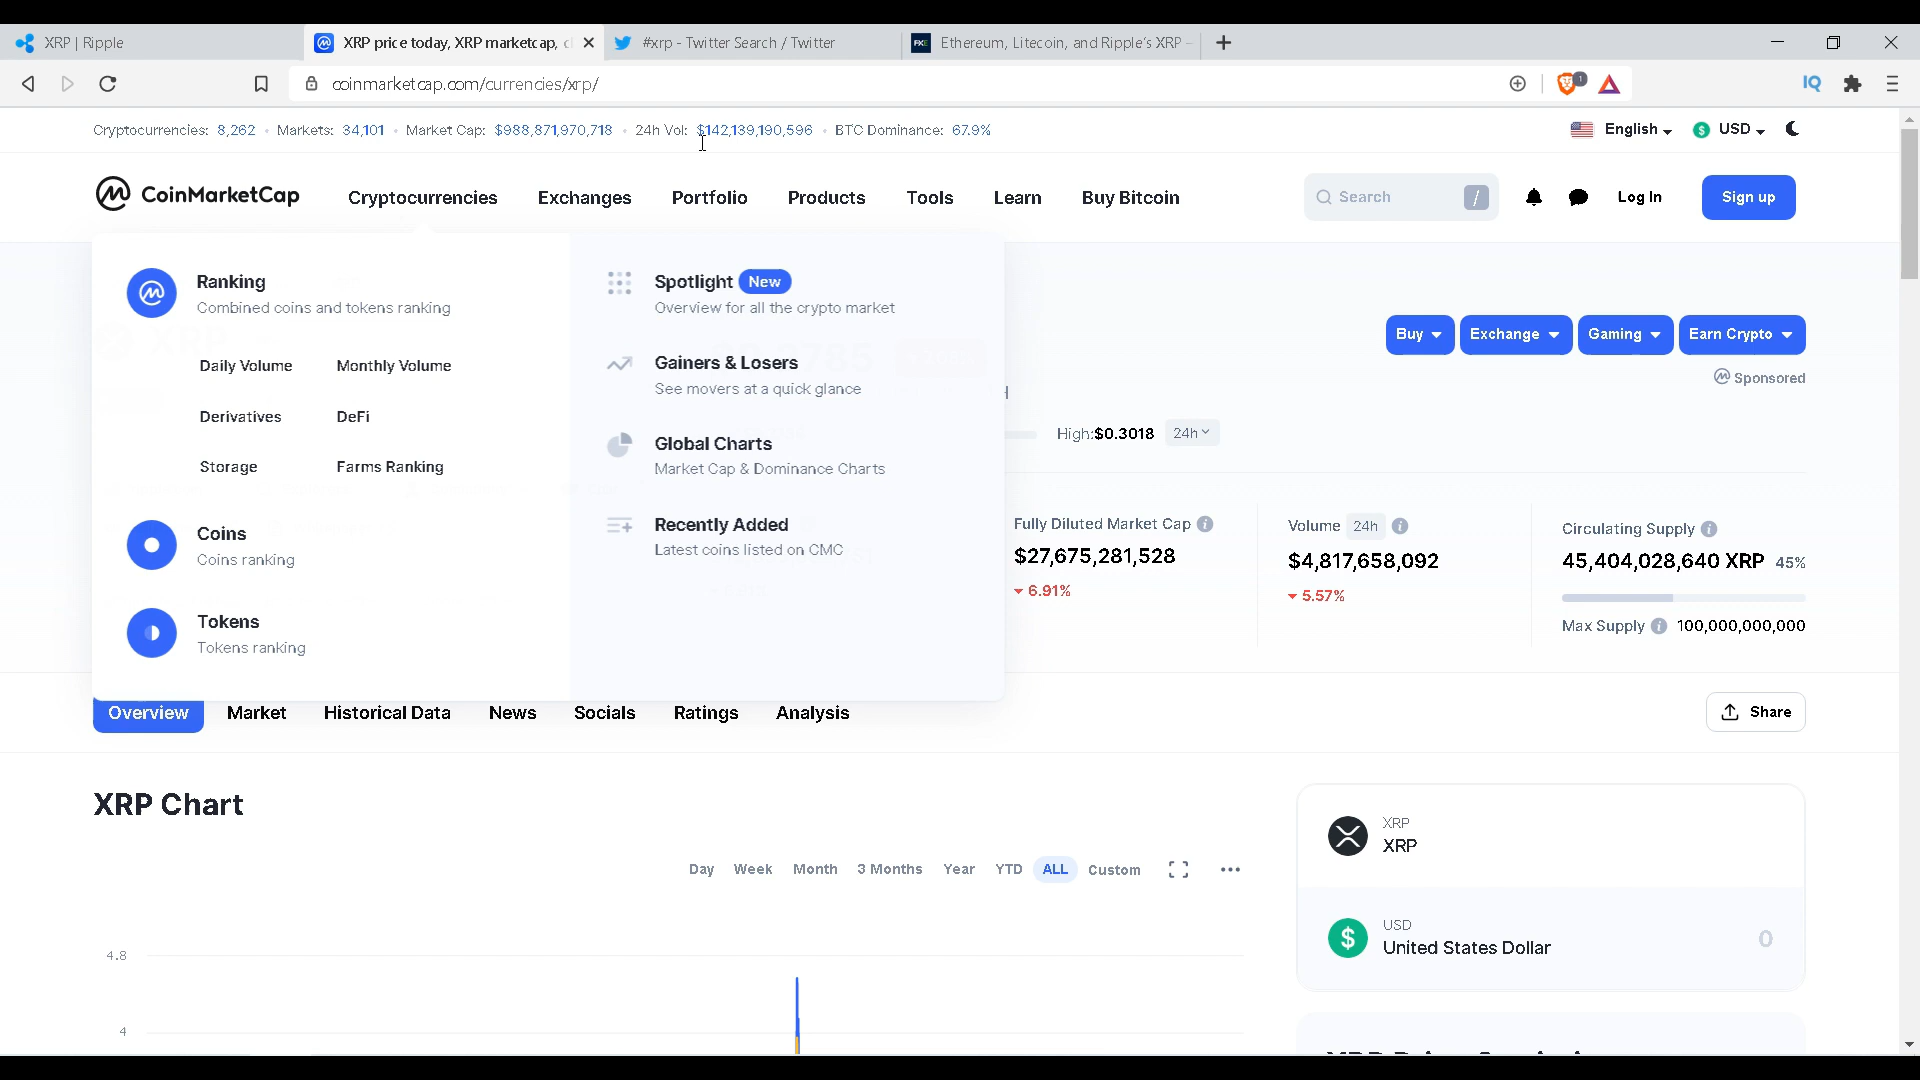 XRP | Ripple
XRP price today, XRP marketcap, c
#xrp - Twitter Search / Twitter
FXE
Ethereum, Litecoin, and Ripple's XRP -
coinmarketcap.com/currencies/xrp/
1
IQ
Cryptocurrencies: 8,262 • Markets: 34,101 • Market Cap: $988,871,970,718 • 24h Vol: $142,139,190,596 • BTC Dominance: 67.9%
English
USD
CoinMarketCap
Cryptocurrencies
Exchanges
Portfolio
Products
Tools
Learn
Buy Bitcoin
Search
/
Log In
Sign up
Ranking
Combined coins and tokens ranking
Daily Volume
Monthly Volume
Derivatives
DeFi
Storage
Farms Ranking
Coins
Coins ranking
Tokens
Tokens ranking
Spotlight New
Overview for all the crypto market
Gainers & Losers
See movers at a quick glance
Global Charts
Market Cap & Dominance Charts
Recently Added
Latest coins listed on CMC
Buy
Exchange
Gaming
Earn Crypto
Sponsored
High:$0.3018
24h
Fully Diluted Market Cap
$27,675,281,528
6.91%
Volume 24h
$4,817,658,092
5.57%
Circulating Supply
45,404,028,640 XRP 45%
Max Supply 100,000,000,000
Overview
Market
Historical Data
News
Socials
Ratings
Analysis
Share
XRP Chart
Day
Week
Month
3 Months
Year
YTD
ALL
Custom
4.8
4
XRP
XRP
USD
United States Dollar
0